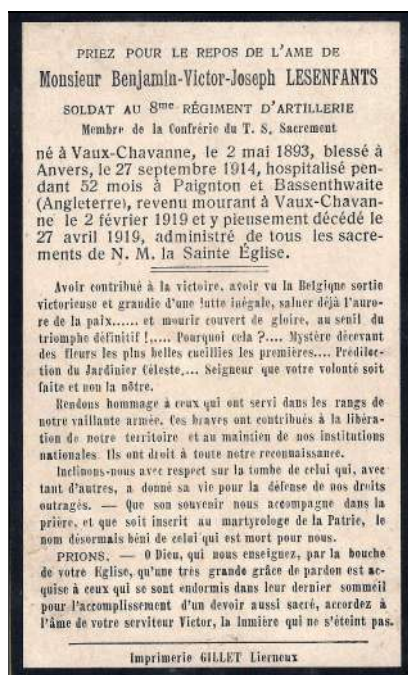 PRIEZ POUR LE REPOS DE L'AME DE
Monsieur Benjamin-Victor-Joseph LESENFANTS
SOLDAT AU 8me RÉGIMENT D'ARTILLERIE
Membre de la Confrérie du T. S. Sacrement
né à Vaux-Chavanne, le 2 mai 1893, blessé à
Anvers, le 27 septembre 1914, hospitalisé pen-
dant 52 mois à Paignton et Bassenthwaite
(Angleterre), revenu mourant à Vaux-Chavan-
ne le 2 février 1919 et y pieusement décédé le
27 avril 1919, administré de tous les sacre-
ments de N. M. la Sainte Église.
Avoir contribué à la victoire, avoir vu la Belgique sortie
victorieuse et grandie d'une lutte inégale, saluer déjà l'auro-
re de la paix...... et mourir couvert de gloire, au seuil du
triomphe définitif !..... Pourquoi cela ?.... Mystère décevant
des fleurs les plus belles cueillies les premières.... Prédilec-
tion du Jardinier Céleste.... Seigneur que votre volonté soit
faite et non la nôtre.
Rendons hommage à ceux qui ont servi dans les rangs de
notre vaillante armée. Ces braves ont contribués à la libéra-
tion de notre territoire et au maintien de nos institutions
nationales. Ils ont droit à toute notre reconnaissance.
Inclinons-nous avec respect sur la tombe de celui qui, avec
tant d'autres, a donné sa vie pour la défense de nos droits
outragés. — Que son souvenir nous accompagne dans la
prière, et que soit inscrit au martyrologe de la Patrie, le
nom désormais béni de celui qui est mort pour nous.
PRIONS. — O Dieu, qui nous enseignez, par la bouche
de votre Eglise, qu'une très grande grâce de pardon est ac-
quise à ceux qui se sont endormis dans leur dernier sommeil
pour l'accomplissement d'un devoir aussi sacré, accordez à
l'âme de votre serviteur Victor, la lumière qui ne s'éteint pas.
Imprimerie GILLET Lierneux